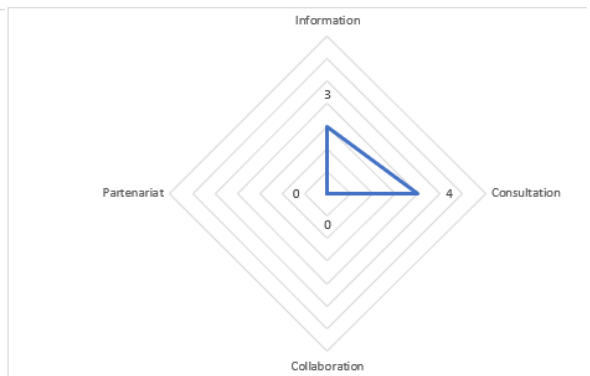 Information
3
Partenariat
0
4
Consultation
0
Collaboration